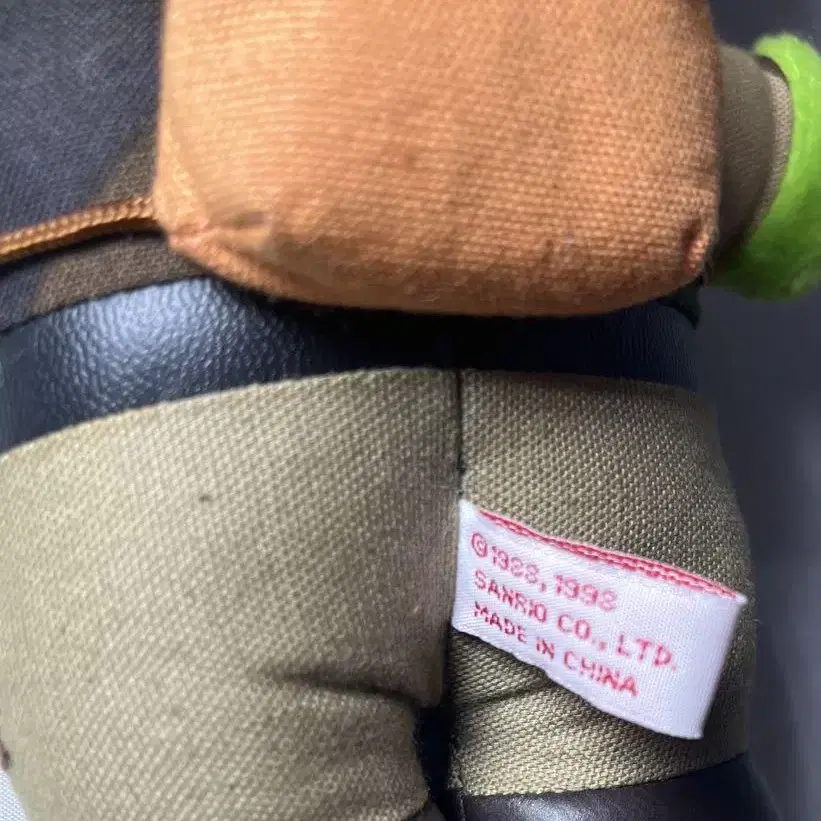 ©1988, 1998
SANRIO CO., LTD.
MADE IN CHINA